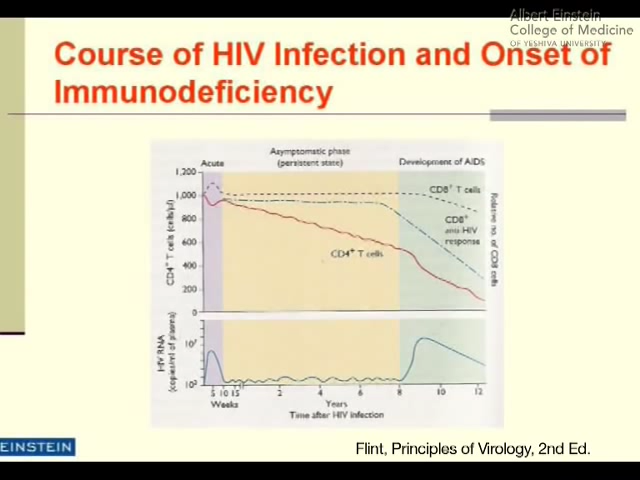 Albert Einstein
College of Medicine
OF YESHIVA UNIVERSITY
Course of HIV Infection and Onset of
Immunodeficiency
Asymptomatic phase
(persistent state)
Acute
Development of AIDS
1,200
1,000
800
600
400
200
0
CD4+ T cells (cells/µl)
CD8+ T cells
CD8+
anti HIV
response
CD4+ T cells
Relative no. of CD8 cells
HIV RNA
(copies/ml of plasma)
10⁷
10²
5 10 15
2 4 6 8 10 12
Weeks
Years
Time after HIV infection
EINSTEIN
Flint, Principles of Virology, 2nd Ed.